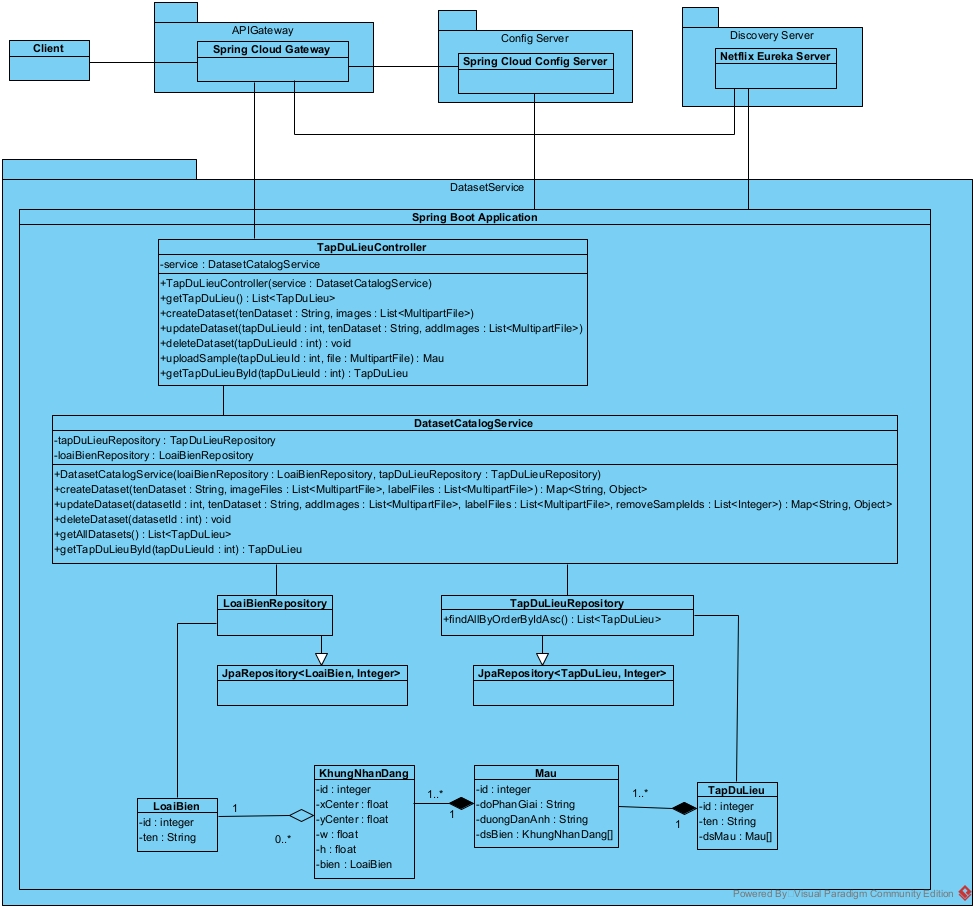 Client
APIGateway
Spring Cloud Gateway
Config Server
Spring Cloud Config Server
Discovery Server
Netflix Eureka Server
DatasetService
Spring Boot Application
TapDuLieuController
-service : DatasetCatalogService
+TapDuLieuController(service : DatasetCatalogService)
+getTapDuLieu() : List<TapDuLieu>
+createDataset(tenDataset : String, images : List<MultipartFile>)
+updateDataset(tapDuLieuId : int, tenDataset : String, addImages : List<MultipartFile>)
+deleteDataset(tapDuLieuId : int) : void
+uploadSample(tapDuLieuId : int, file : MultipartFile) : Mau
+getTapDuLieuById(tapDuLieuId : int) : TapDuLieu
DatasetCatalogService
-tapDuLieuRepository : TapDuLieuRepository
-loaiBienRepository : LoaiBienRepository
+DatasetCatalogService(loaiBienRepository : LoaiBienRepository, tapDuLieuRepository : TapDuLieuRepository)
+createDataset(tenDataset : String, imageFiles : List<MultipartFile>, labelFiles : List<MultipartFile>) : Map<String, Object>
+updateDataset(datasetId : int, tenDataset : String, addImages : List<MultipartFile>, labelFiles : List<MultipartFile>, removeSampleIds : List<Integer>) : Map<String, Object>
+deleteDataset(datasetId : int) : void
+getAllDatasets() : List<TapDuLieu>
+getTapDuLieuById(tapDuLieuId : int) : TapDuLieu
LoaiBienRepository
TapDuLieuRepository
+findAllByOrderByIdAsc() : List<TapDuLieu>
JpaRepository<LoaiBien, Integer>
JpaRepository<TapDuLieu, Integer>
LoaiBien
-id : integer
-ten : String
1
0..*
KhungNhanDang
-id : integer
-xCenter : float
-yCenter : float
-w : float
-h : float
-bien : LoaiBien
1..*
1
Mau
-id : integer
-doPhanGiai : String
-duongDanAnh : String
-dsBien : KhungNhanDang[]
1..*
1
TapDuLieu
-id : integer
-ten : String
-dsMau : Mau[]
Powered By: Visual Paradigm Community Edition